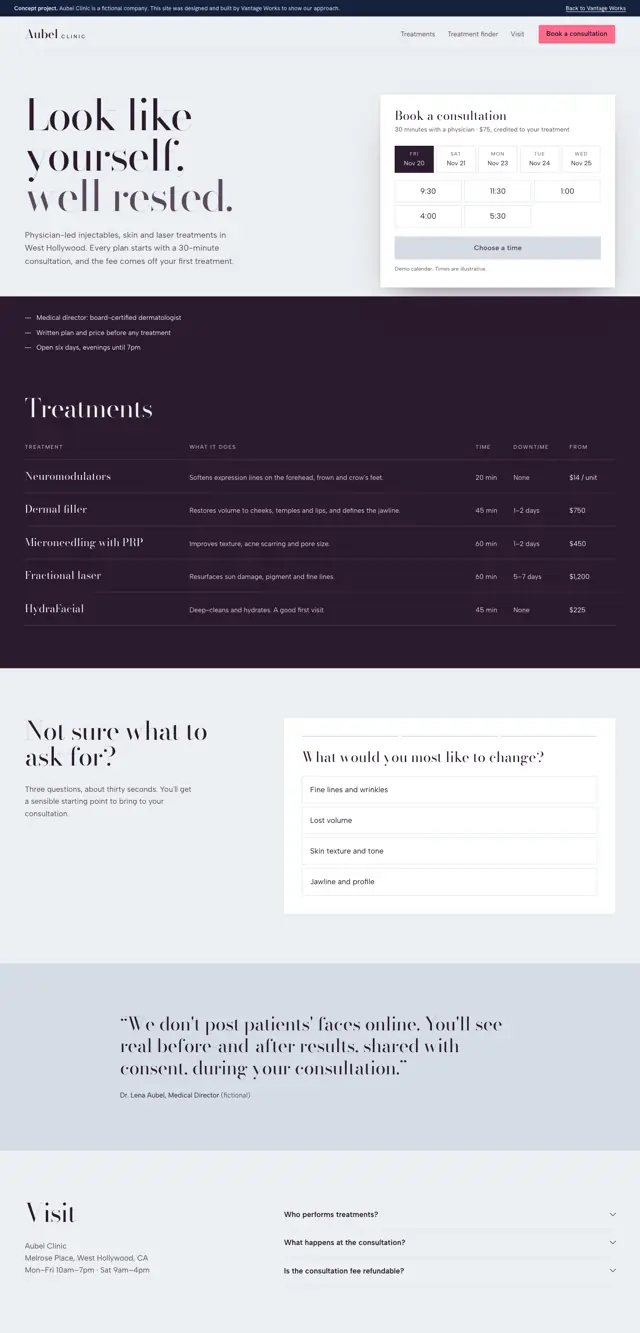 Concept project. Aubel Clinic is a fictional company. This site was designed and built by Vantage Works to show our approach.
Back to Vantage Works
Aubel CLINIC
Treatments
Treatment finder
Visit
Book a consultation
Look like
yourself,
well rested.
Physician-led injectables, skin and laser treatments in
West Hollywood. Every plan starts with a 30-minute
consultation, and the fee comes off your first treatment.
Book a consultation
30 minutes with a physician · $75, credited to your treatment
FRI
Nov 20
SAT
Nov 21
MON
Nov 23
TUE
Nov 24
WED
Nov 25
9:30
11:30
1:00
4:00
5:30
Choose a time
Demo calendar. Times are illustrative.
— Medical director: board-certified dermatologist
— Written plan and price before any treatment
— Open six days, evenings until 7pm
Treatments
TREATMENT WHAT IT DOES TIME DOWNTIME FROM
Neuromodulators Softens expression lines on the forehead, frown and crow's feet. 20 min None $14 / unit
Dermal filler Restores volume to cheeks, temples and lips, and defines the jawline. 45 min 1–2 days $750
Microneedling with PRP Improves texture, acne scarring and pore size. 60 min 1–2 days $450
Fractional laser Resurfaces sun damage, pigment and fine lines. 60 min 5–7 days $1,200
HydraFacial Deep-cleans and hydrates. A good first visit. 45 min None $225
Not sure what to
ask for?
Three questions, about thirty seconds. You'll get
a sensible starting point to bring to your
consultation.
What would you most like to change?
Fine lines and wrinkles
Lost volume
Skin texture and tone
Jawline and profile
“We don't post patients' faces online. You'll see
real before-and-after results, shared with
consent, during your consultation.”
Dr. Lena Aubel, Medical Director (fictional)
Visit
Aubel Clinic
Melrose Place, West Hollywood, CA
Mon–Fri 10am–7pm · Sat 9am–4pm
Who performs treatments?
What happens at the consultation?
Is the consultation fee refundable?